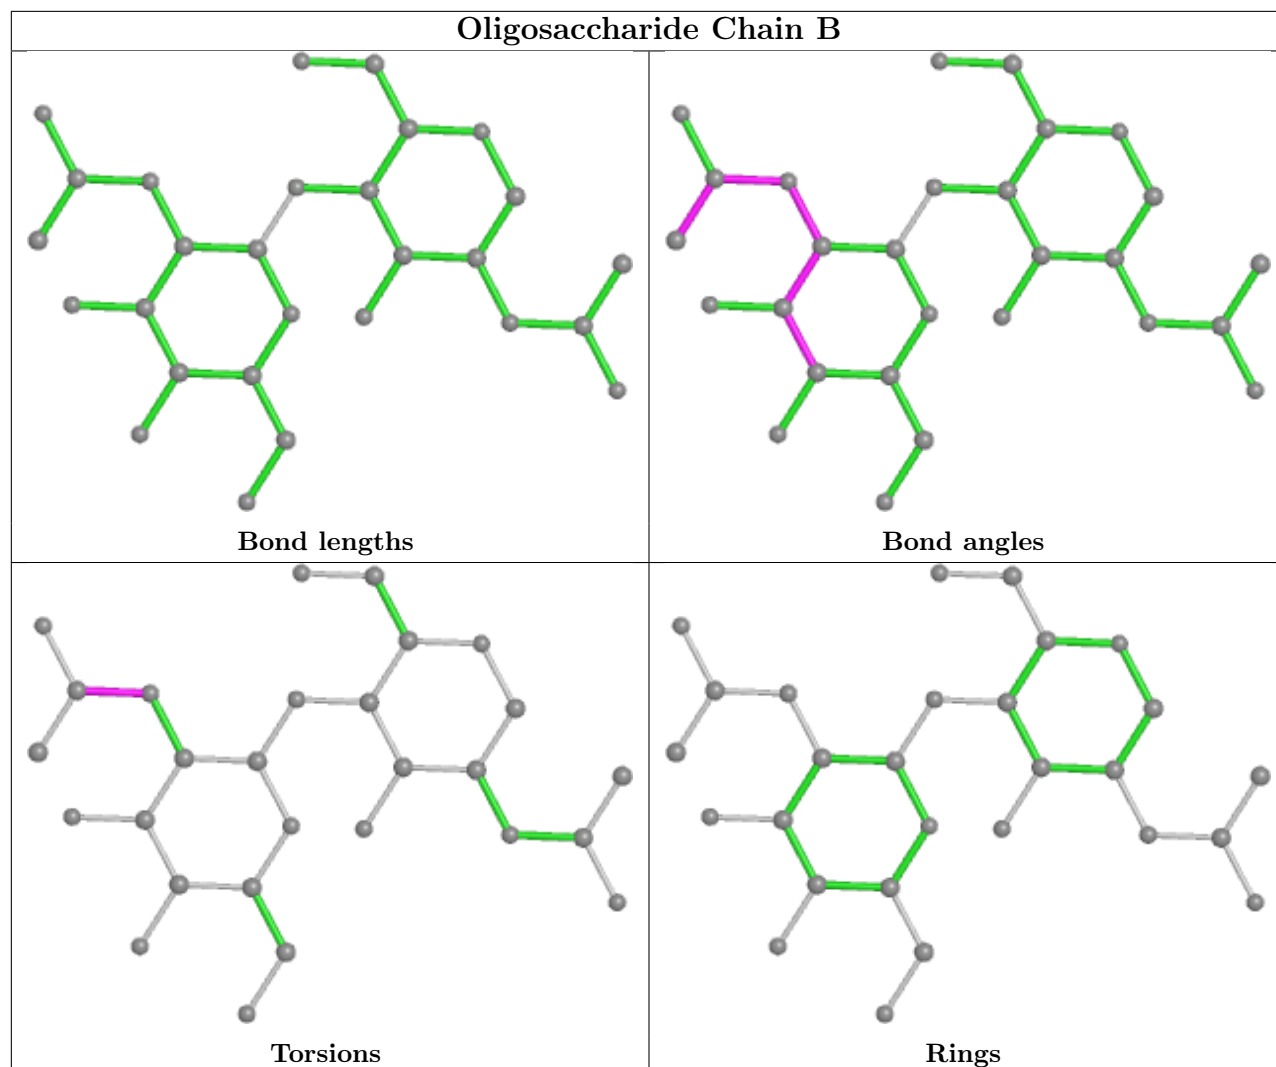 Oligosaccharide Chain B
Bond lengths
Bond angles
Torsions
Rings